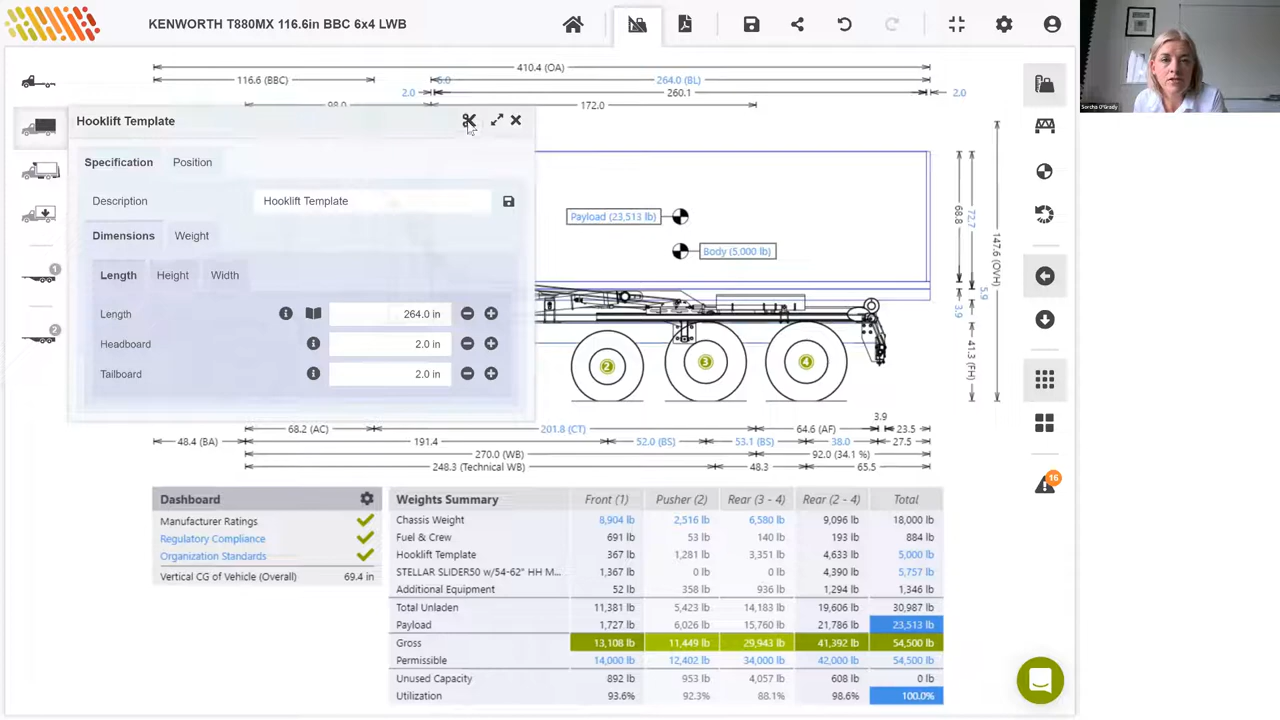 KENWORTH T880MX 116.6in BBC 6x4 LWB
Sorcha O'Grady
410.4 (OA)
116.6 (BBC)
6.0
264.0 (BL)
2.0
260.1
2.0
98.0
172.0
Hooklift Template
Specification
Position
Description
Hooklift Template
Dimensions
Weight
Length
Height
Width
Length
264.0 in
Headboard
2.0 in
Tailboard
2.0 in
Payload (23,513 lb)
Body (5,000 lb)
68.8
72.7
147.6 (OVH)
5.9
3.9
41.3 (FH)
2
3
4
1
2
16
3.9
48.4 (BA)
68.2 (AC)
201.8 (CT)
64.6 (AF)
23.5
191.4
52.0 (BS)
53.1 (BS)
38.0
27.5
270.0 (WB)
92.0 (34.1 %)
248.3 (Technical WB)
48.3
65.5
Dashboard
Manufacturer Ratings
Regulatory Compliance
Organization Standards
Vertical CG of Vehicle (Overall) 69.4 in
Weights Summary Front (1) Pusher (2) Rear (3 - 4) Rear (2 - 4) Total
Chassis Weight 8,904 lb 2,516 lb 6,580 lb 9,096 lb 18,000 lb
Fuel & Crew 691 lb 53 lb 140 lb 193 lb 884 lb
Hooklift Template 367 lb 1,281 lb 3,351 lb 4,633 lb 5,000 lb
STELLAR SLIDER50 w/54-62" HH M... 1,367 lb 0 lb 0 lb 4,390 lb 5,757 lb
Additional Equipment 52 lb 358 lb 936 lb 1,294 lb 1,346 lb
Total Unladen 11,381 lb 5,423 lb 14,183 lb 19,606 lb 30,987 lb
Payload 1,727 lb 6,026 lb 15,760 lb 21,786 lb 23,513 lb
Gross 13,108 lb 11,449 lb 29,943 lb 41,392 lb 54,500 lb
Permissible 14,000 lb 12,402 lb 34,000 lb 42,000 lb 54,500 lb
Unused Capacity 892 lb 953 lb 4,057 lb 608 lb 0 lb
Utilization 93.6% 92.3% 88.1% 98.6% 100.0%